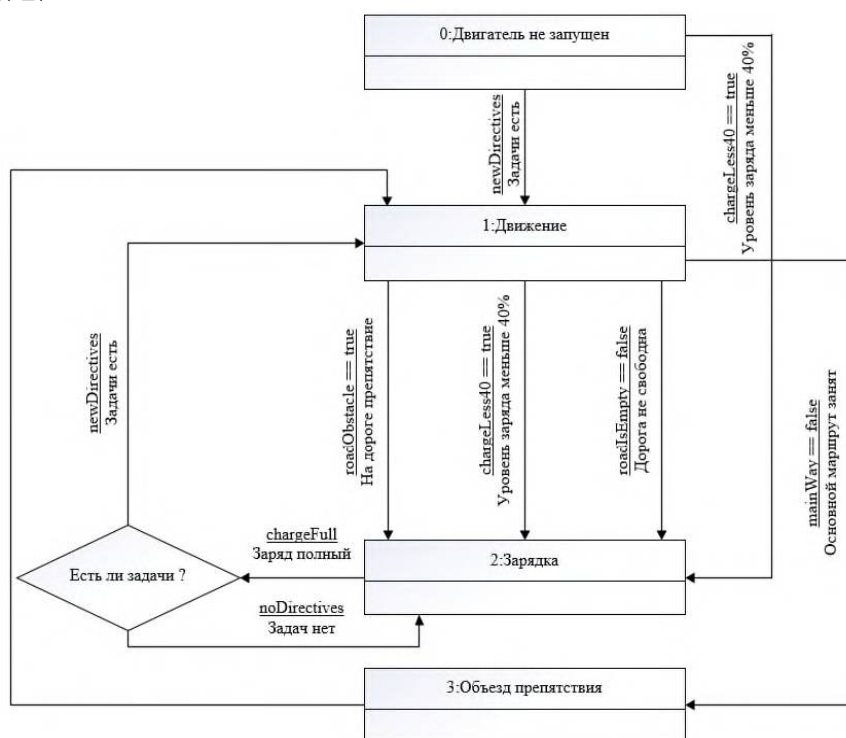 0:Двигатель не запущен
newDirectives
Задачи есть
chargeLess40 == true
Уровень заряда меньше 40%
1:Движение
newDirectives
Задачи есть
roadObstacle == true
На дороге препятствие
chargeLess40 == true
Уровень заряда меньше 40%
roadIsEmpty == false
Дорога не свободна
mainWay == false
Основной маршрут занят
chargeFull
Заряд полный
Есть ли задачи ?
2:Зарядка
noDirectives
Задач нет
3:Объезд препятствия